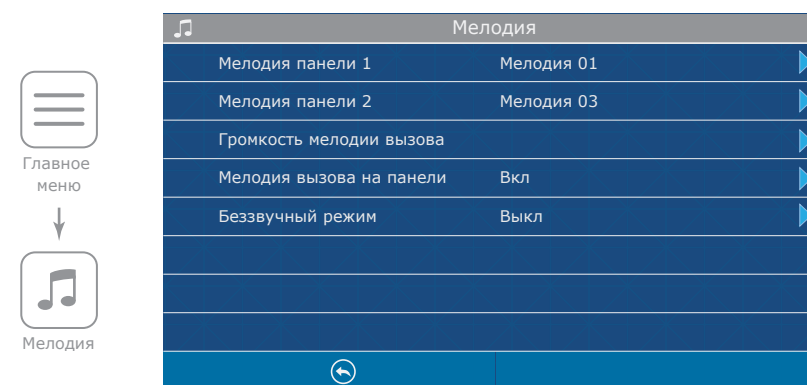 Главное
меню
Мелодия
Мелодия
Мелодия панели 1 Мелодия 01
Мелодия панели 2 Мелодия 03
Громкость мелодии вызова
Мелодия вызова на панели Вкл
Беззвучный режим Выкл